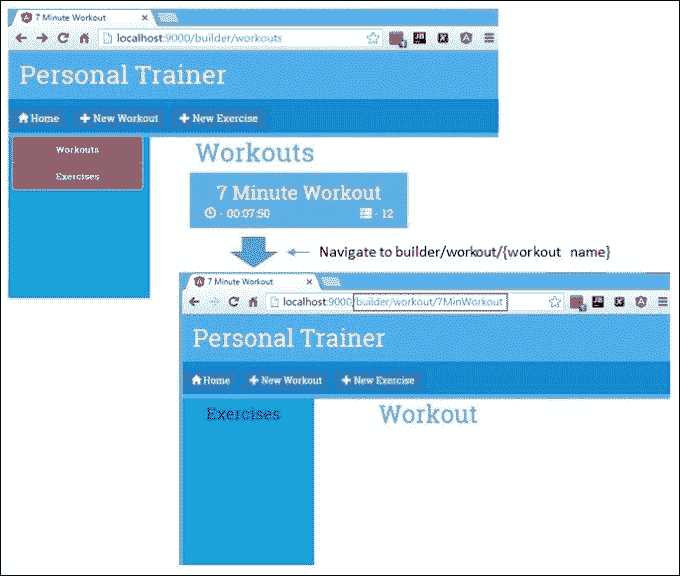 7 Minute Workout
localhost:9000/builder/workouts
Personal Trainer
Home New Workout New Exercise
Workouts
Exercises
Workouts
7 Minute Workout
- 00:07:50 - 12
Navigate to builder/workout/{workout name}
7 Minute Workout
localhost:9000/builder/workout/7MinWorkout
Personal Trainer
Home New Workout New Exercise
Exercises
Workout